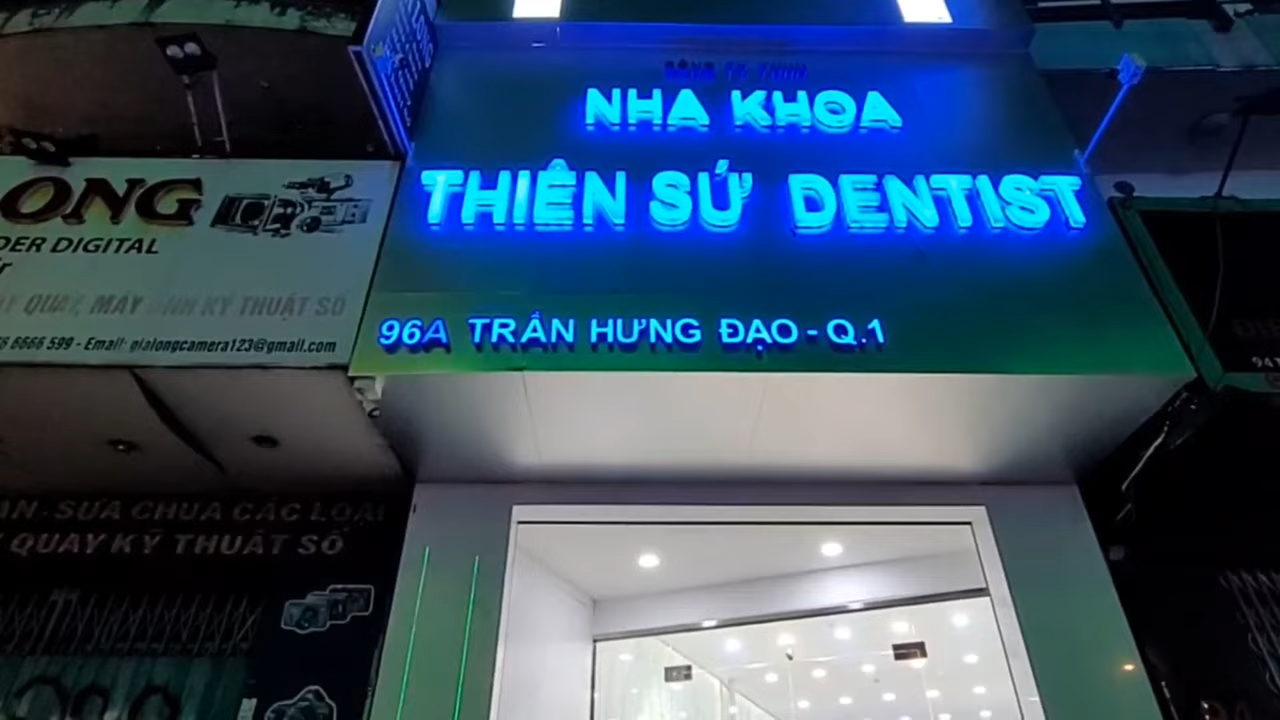 NHA KHOA
THIÊN SỨ DENTIST
96A TRẦN HƯNG ĐẠO - Q.1
ONG
DER DIGITAL
QUAY, MÁY ẢNH KỸ THUẬT SỐ
6666 599 - Email: gialongcamera123@gmail.com
SỬA CHỮA CÁC LOẠI
QUAY KỸ THUẬT SỐ